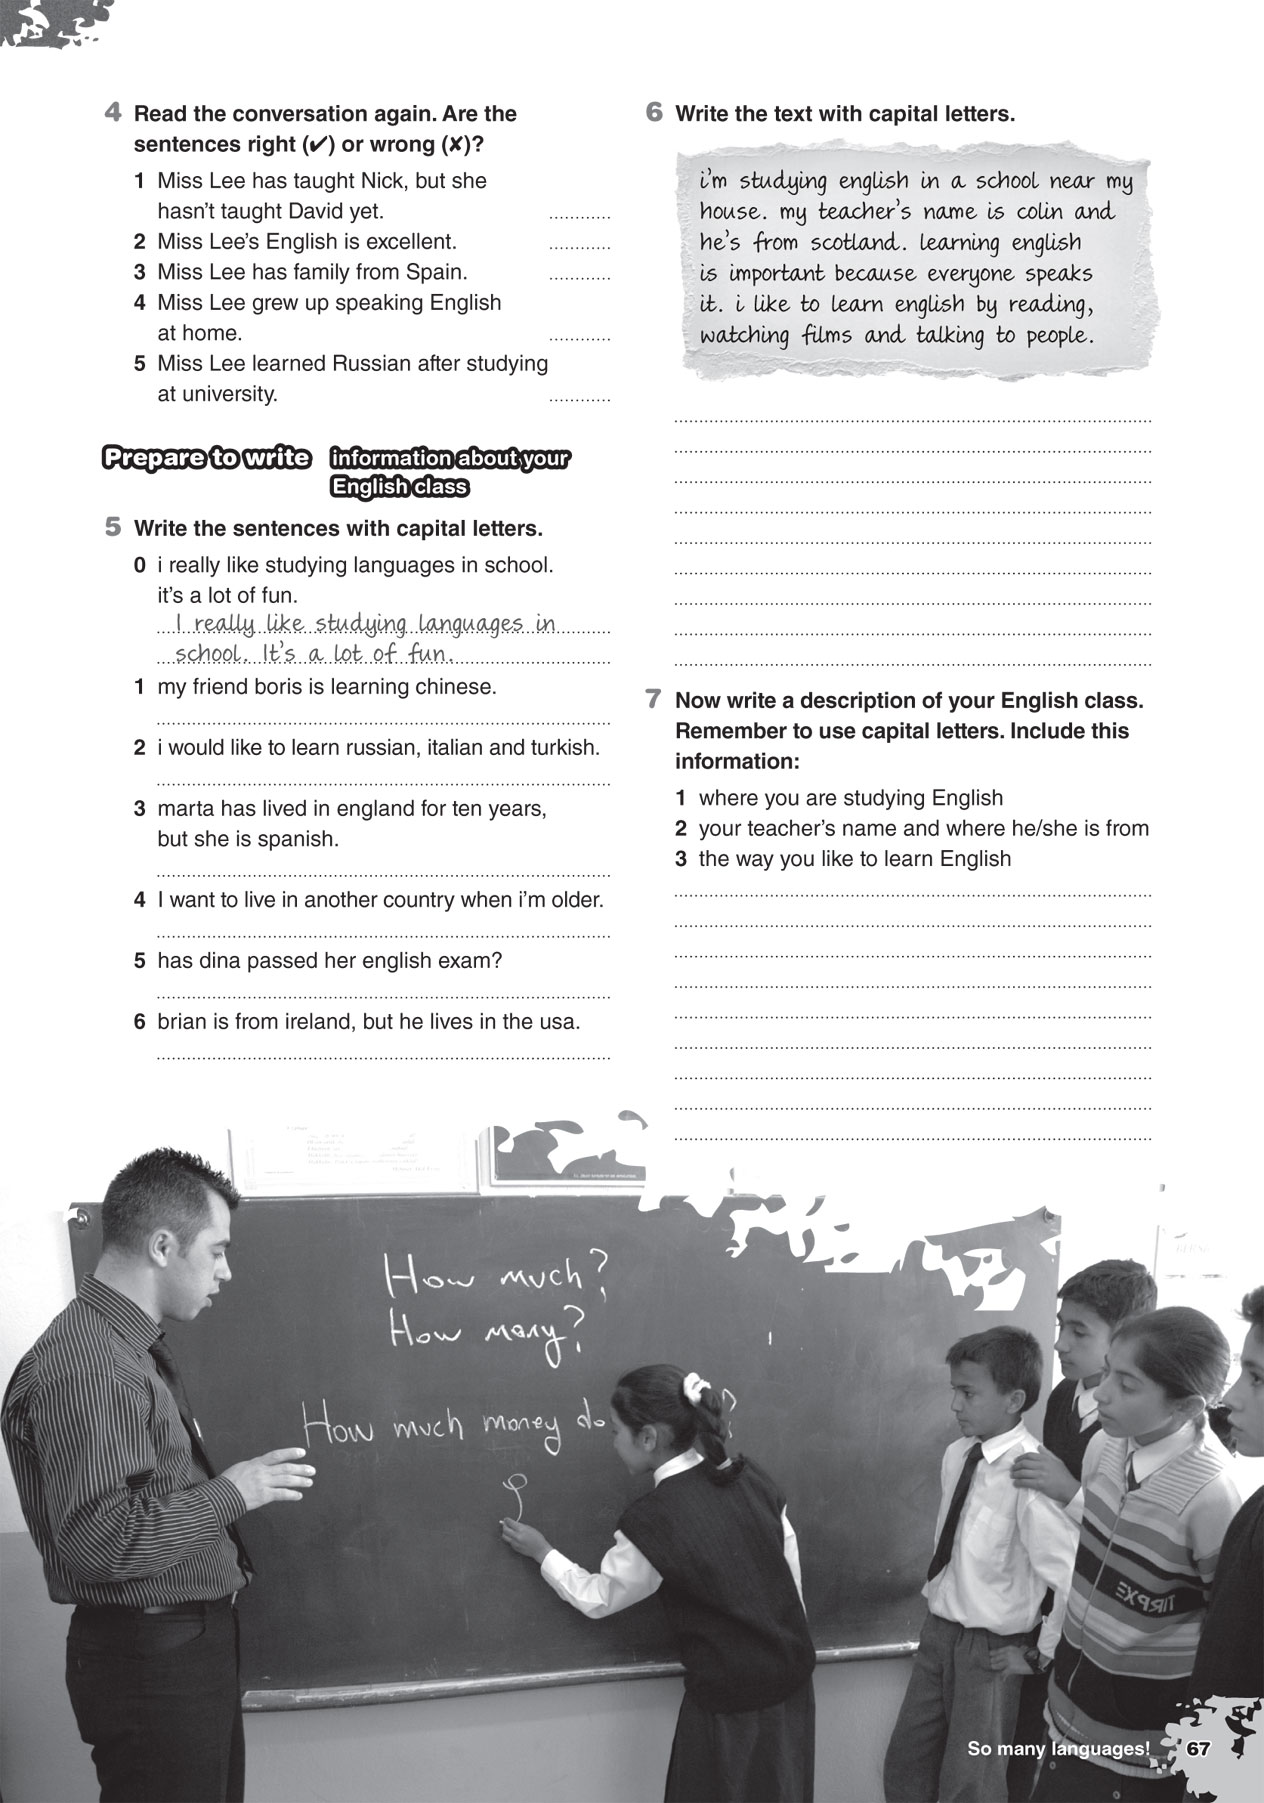 4 Read the conversation again. Are the
sentences right (✔) or wrong (✘)?
1 Miss Lee has taught Nick, but she
hasn't taught David yet. ............
2 Miss Lee's English is excellent. ............
3 Miss Lee has family from Spain. ............
4 Miss Lee grew up speaking English
at home. ............
5 Miss Lee learned Russian after studying
at university. ............
Prepare to write information about your
English class
5 Write the sentences with capital letters.
0 i really like studying languages in school.
it's a lot of fun.
I really like studying languages in
school. It's a lot of fun.
1 my friend boris is learning chinese.
2 i would like to learn russian, italian and turkish.
3 marta has lived in england for ten years,
but she is spanish.
4 I want to live in another country when i'm older.
5 has dina passed her english exam?
6 brian is from ireland, but he lives in the usa.
6 Write the text with capital letters.
i'm studying english in a school near my
house. my teacher's name is colin and
he's from scotland. learning english
is important because everyone speaks
it. i like to learn english by reading,
watching films and talking to people.
7 Now write a description of your English class.
Remember to use capital letters. Include this
information:
1 where you are studying English
2 your teacher's name and where he/she is from
3 the way you like to learn English
How much?
How many?
How much money do ?
So many languages! 67